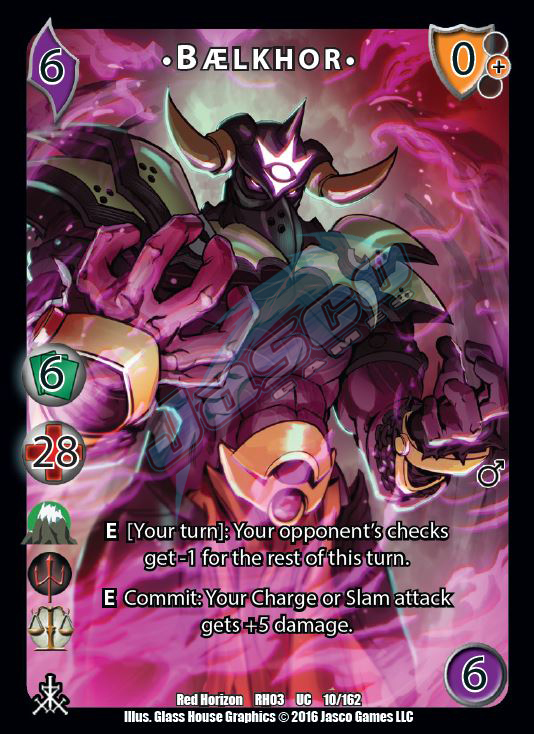 6
•BÆLKHOR•
0
+
6
28
JASCO
GAMES
E [Your turn]: Your opponent's checks
get -1 for the rest of this turn.
E Commit: Your Charge or Slam attack
gets +5 damage.
6
Red Horizon RH03 UC 10/162
Illus. Glass House Graphics © 2016 Jasco Games LLC